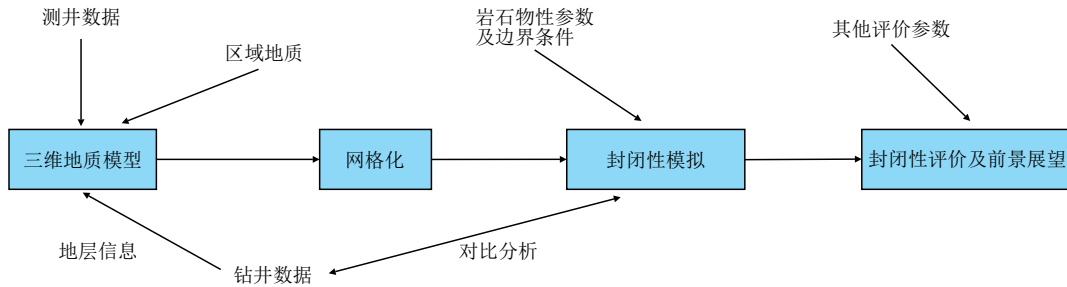 测井数据
区域地质
岩石物性参数
及边界条件
其他评价参数
三维地质模型
网格化
封闭性模拟
封闭性评价及前景展望
地层信息
钻井数据
对比分析